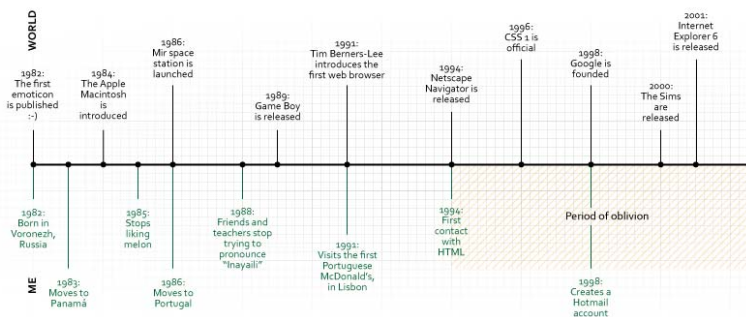 WORLD
1982:
The first
emoticon
is published
:-)
1984:
The Apple
Macintosh
is
introduced
1986:
Mir space
station is
launched
1989:
Game Boy
is released
1991:
Tim Berners-Lee
introduces the
first web browser
1994:
Netscape
Navigator is
released
1996:
CSS 1 is
official
1998:
Google is
founded
2000:
The Sims
are
released
2001:
Internet
Explorer 6
is released
ME
1982:
Born in
Voronezh,
Russia
1983:
Moves to
Panamá
1985:
Stops
liking
melon
1986:
Moves to
Portugal
1988:
Friends and
teachers stop
trying to
pronounce
"Inayaili"
1991:
Visits the first
Portuguese
McDonald's,
in Lisbon
1994:
First
contact
with
HTML
Period of oblivion
1998:
Creates a
Hotmail
account